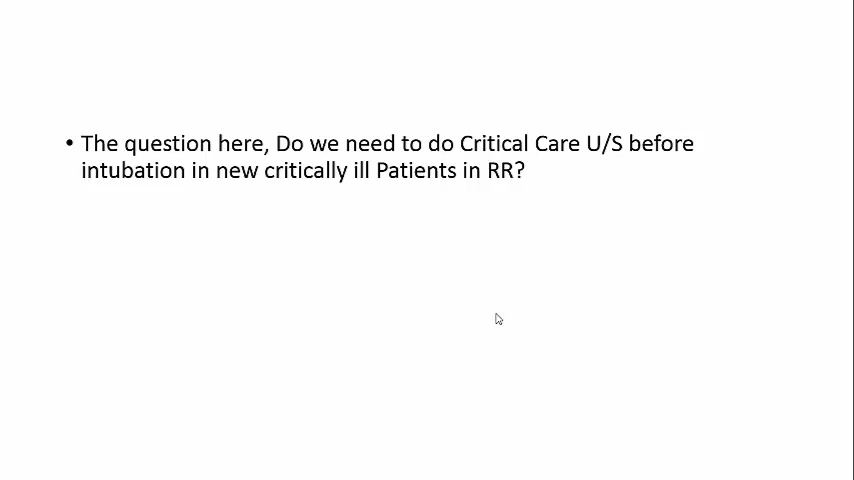 • The question here, Do we need to do Critical Care U/S before
intubation in new critically ill Patients in RR?